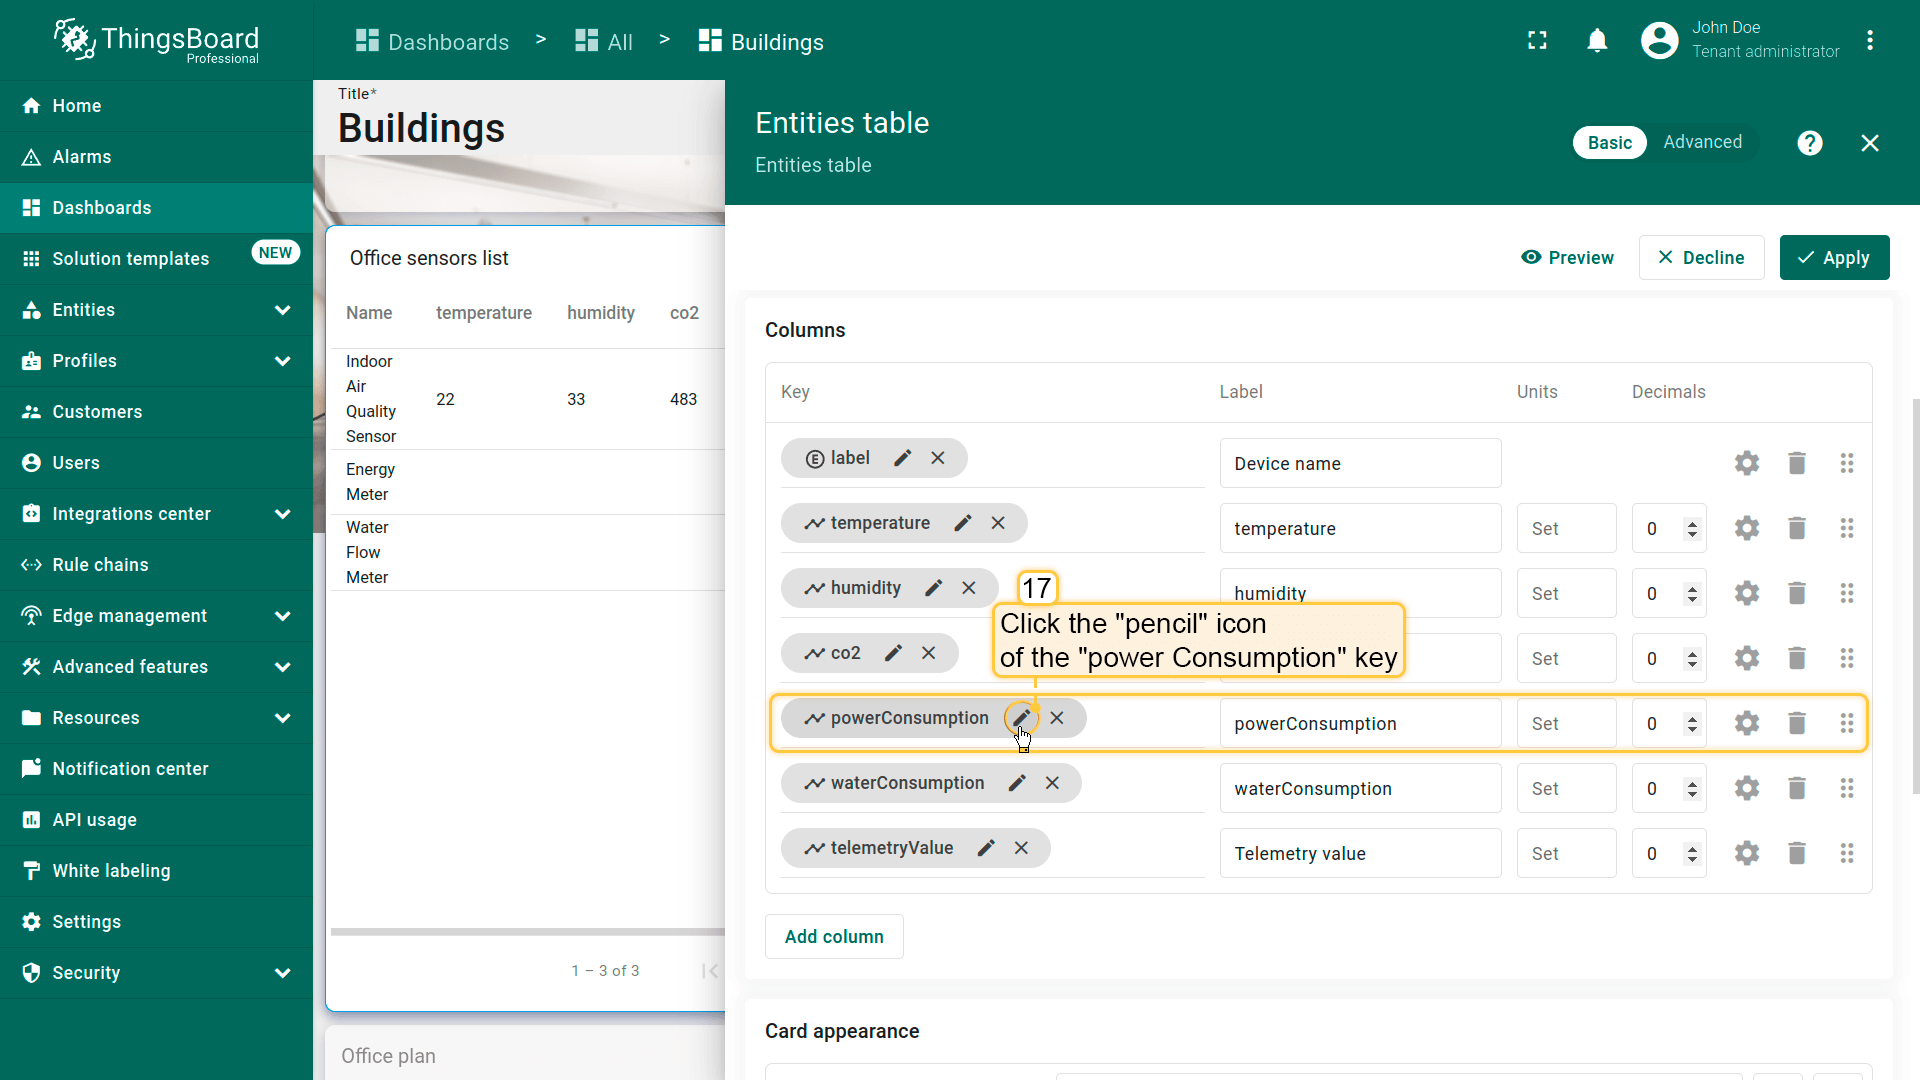 ThingsBoard
Professional
Dashboards > All > Buildings
John Doe
Tenant administrator
Home
Alarms
Dashboards
Solution templates NEW
Entities
Profiles
Customers
Users
Integrations center
Rule chains
Edge management
Advanced features
Resources
Notification center
API usage
White labeling
Settings
Security
Title*
Buildings
Office sensors list
Name temperature humidity co2
Indoor
Air
Quality
Sensor
22 33 483
Energy
Meter
Water
Flow
Meter
1 – 3 of 3
Office plan
Entities table
Entities table
Basic Advanced
Preview Decline Apply
Columns
Key Label Units Decimals
label Device name
temperature temperature Set 0
humidity humidity Set 0
17
Click the "pencil" icon
of the "power Consumption" key
co2 Set 0
powerConsumption powerConsumption Set 0
waterConsumption waterConsumption Set 0
telemetryValue Telemetry value Set 0
Add column
Card appearance